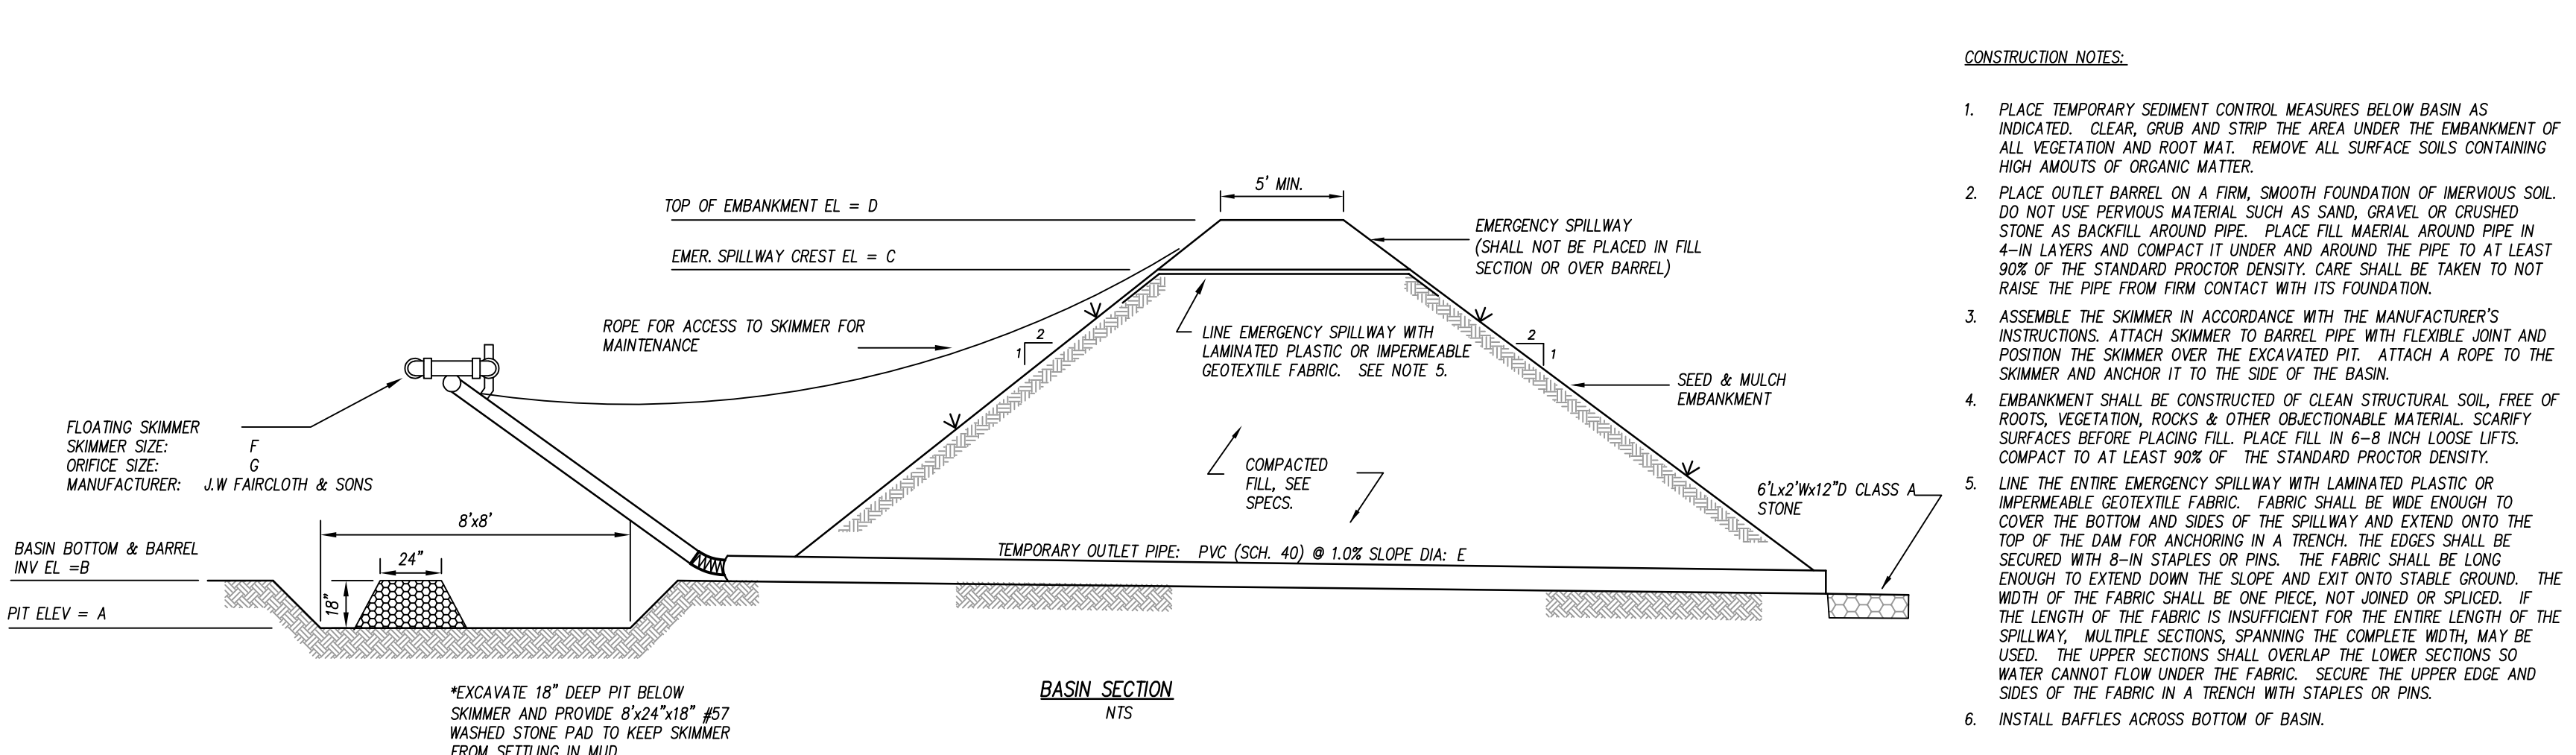 TOP OF EMBANKMENT EL = D
5' MIN.
EMER. SPILLWAY CREST EL = C
EMERGENCY SPILLWAY
(SHALL NOT BE PLACED IN FILL
SECTION OR OVER BARREL)
ROPE FOR ACCESS TO SKIMMER FOR
MAINTENANCE
2
1
LINE EMERGENCY SPILLWAY WITH
LAMINATED PLASTIC OR IMPERMEABLE
GEOTEXTILE FABRIC. SEE NOTE 5.
2
1
SEED & MULCH
EMBANKMENT
FLOATING SKIMMER
SKIMMER SIZE: F
ORIFICE SIZE: G
MANUFACTURER: J.W FAIRCLOTH & SONS
COMPACTED
FILL, SEE
SPECS.
6'Lx2'Wx12"D CLASS A
STONE
8'x8'
24"
18"
BASIN BOTTOM & BARREL
INV EL =B
PIT ELEV = A
TEMPORARY OUTLET PIPE: PVC (SCH. 40) @ 1.0% SLOPE DIA: E
*EXCAVATE 18" DEEP PIT BELOW
SKIMMER AND PROVIDE 8'x24"x18" #57
WASHED STONE PAD TO KEEP SKIMMER
FROM SETTLING IN MUD
BASIN SECTION
NTS
CONSTRUCTION NOTES:
1. PLACE TEMPORARY SEDIMENT CONTROL MEASURES BELOW BASIN AS
INDICATED. CLEAR, GRUB AND STRIP THE AREA UNDER THE EMBANKMENT OF
ALL VEGETATION AND ROOT MAT. REMOVE ALL SURFACE SOILS CONTAINING
HIGH AMOUTS OF ORGANIC MATTER.
2. PLACE OUTLET BARREL ON A FIRM, SMOOTH FOUNDATION OF IMERVIOUS SOIL.
DO NOT USE PERVIOUS MATERIAL SUCH AS SAND, GRAVEL OR CRUSHED
STONE AS BACKFILL AROUND PIPE. PLACE FILL MAERIAL AROUND PIPE IN
4-IN LAYERS AND COMPACT IT UNDER AND AROUND THE PIPE TO AT LEAST
90% OF THE STANDARD PROCTOR DENSITY. CARE SHALL BE TAKEN TO NOT
RAISE THE PIPE FROM FIRM CONTACT WITH ITS FOUNDATION.
3. ASSEMBLE THE SKIMMER IN ACCORDANCE WITH THE MANUFACTURER'S
INSTRUCTIONS. ATTACH SKIMMER TO BARREL PIPE WITH FLEXIBLE JOINT AND
POSITION THE SKIMMER OVER THE EXCAVATED PIT. ATTACH A ROPE TO THE
SKIMMER AND ANCHOR IT TO THE SIDE OF THE BASIN.
4. EMBANKMENT SHALL BE CONSTRUCTED OF CLEAN STRUCTURAL SOIL, FREE OF
ROOTS, VEGETATION, ROCKS & OTHER OBJECTIONABLE MATERIAL. SCARIFY
SURFACES BEFORE PLACING FILL. PLACE FILL IN 6-8 INCH LOOSE LIFTS.
COMPACT TO AT LEAST 90% OF THE STANDARD PROCTOR DENSITY.
5. LINE THE ENTIRE EMERGENCY SPILLWAY WITH LAMINATED PLASTIC OR
IMPERMEABLE GEOTEXTILE FABRIC. FABRIC SHALL BE WIDE ENOUGH TO
COVER THE BOTTOM AND SIDES OF THE SPILLWAY AND EXTEND ONTO THE
TOP OF THE DAM FOR ANCHORING IN A TRENCH. THE EDGES SHALL BE
SECURED WITH 8-IN STAPLES OR PINS. THE FABRIC SHALL BE LONG
ENOUGH TO EXTEND DOWN THE SLOPE AND EXIT ONTO STABLE GROUND. THE
WIDTH OF THE FABRIC SHALL BE ONE PIECE, NOT JOINED OR SPLICED. IF
THE LENGTH OF THE FABRIC IS INSUFFICIENT FOR THE ENTIRE LENGTH OF THE
SPILLWAY, MULTIPLE SECTIONS, SPANNING THE COMPLETE WIDTH, MAY BE
USED. THE UPPER SECTIONS SHALL OVERLAP THE LOWER SECTIONS SO
WATER CANNOT FLOW UNDER THE FABRIC. SECURE THE UPPER EDGE AND
SIDES OF THE FABRIC IN A TRENCH WITH STAPLES OR PINS.
6. INSTALL BAFFLES ACROSS BOTTOM OF BASIN.